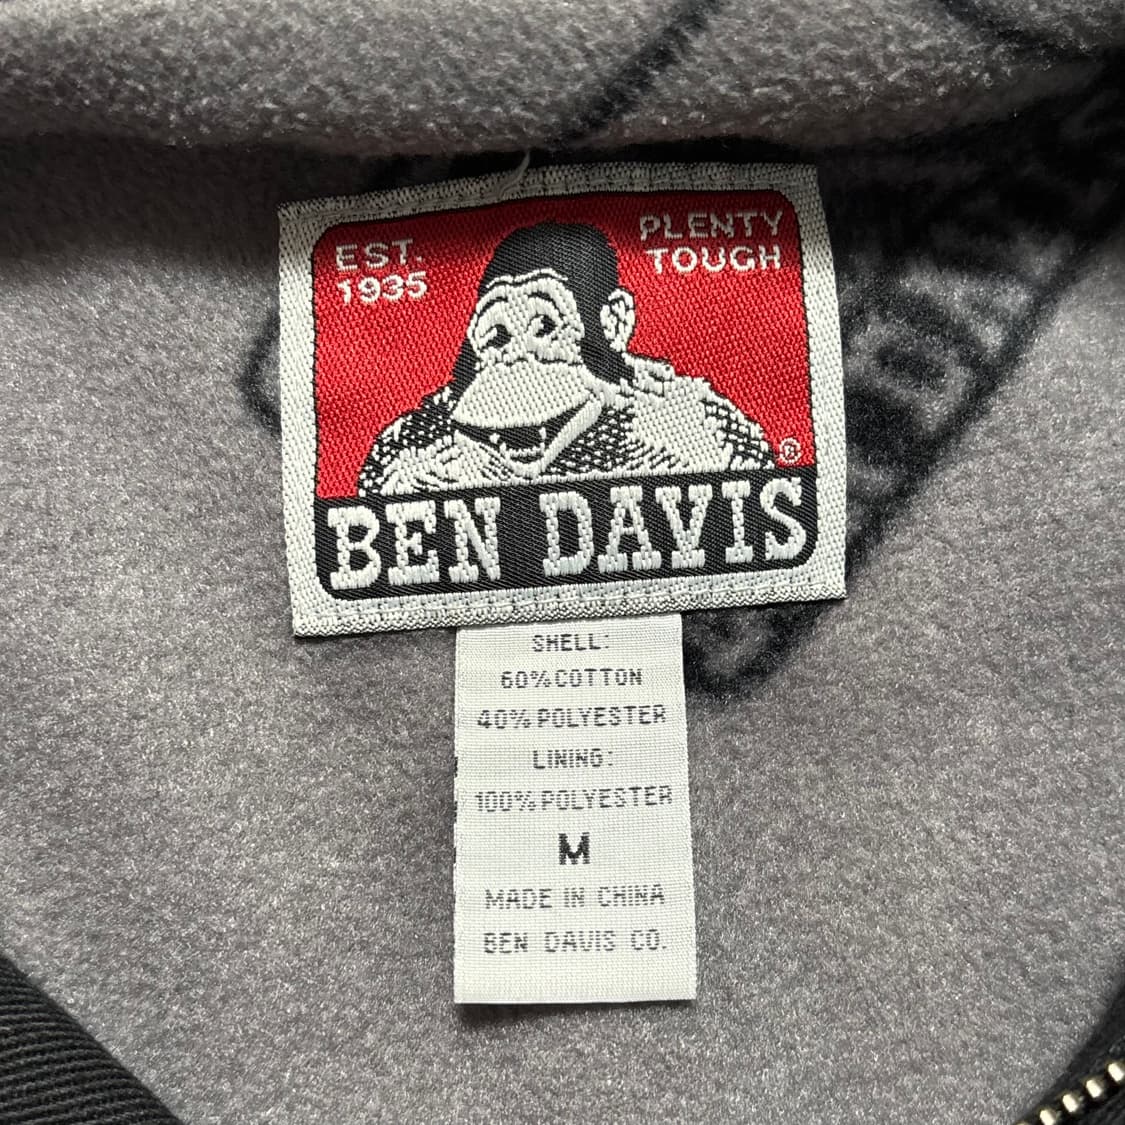 EST.
1935
PLENTY
TOUGH
®
BEN DAVIS
SHELL:
60%COTTON
40%POLYESTER
LINING:
100%POLYESTER
M
MADE IN CHINA
BEN DAVIS CO.